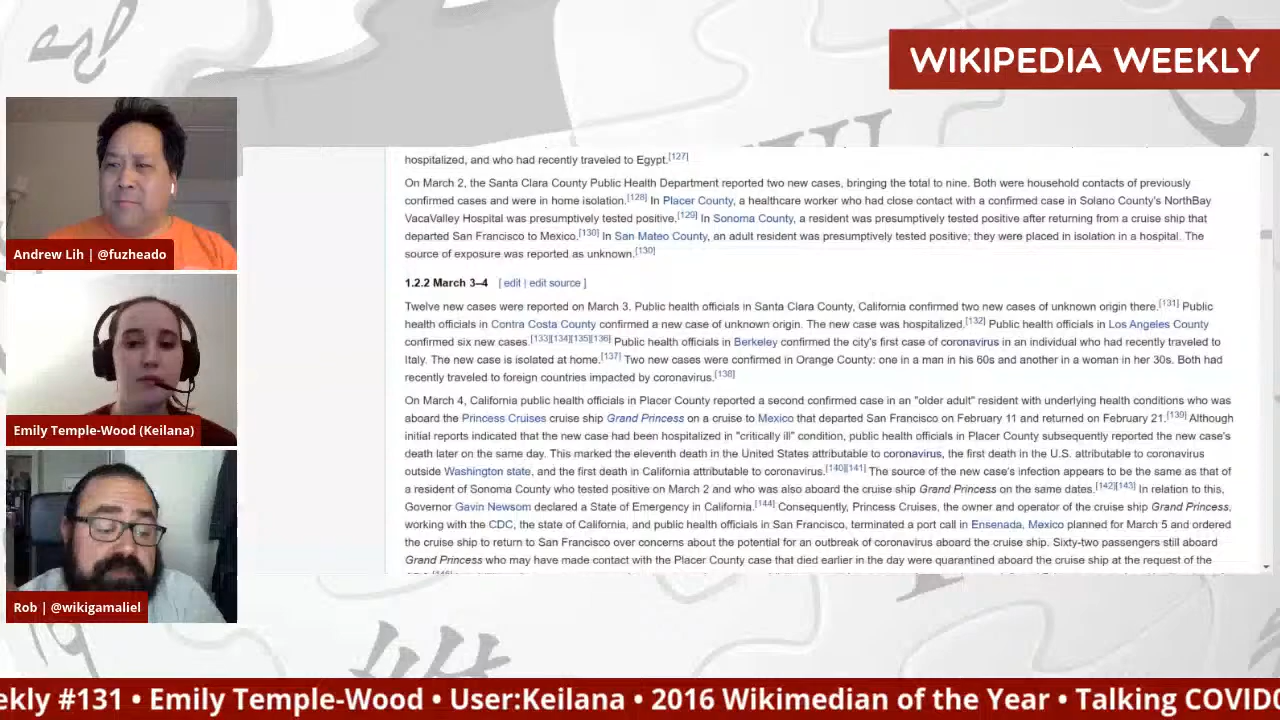 WIKIPEDIA WEEKLY
Andrew Lih | @fuzheado
Emily Temple-Wood (Keilana)
Rob | @wikigamaliel
hospitalized, and who had recently traveled to Egypt.[127]
On March 2, the Santa Clara County Public Health Department reported two new cases, bringing the total to nine. Both were household contacts of previously
confirmed cases and were in home isolation.[128] In Placer County, a healthcare worker who had close contact with a confirmed case in Solano County's NorthBay
VacaValley Hospital was presumptively tested positive.[129] In Sonoma County, a resident was presumptively tested positive after returning from a cruise ship that
departed San Francisco to Mexico.[130] In San Mateo County, an adult resident was presumptively tested positive; they were placed in isolation in a hospital. The
source of exposure was reported as unknown.[130]
1.2.2 March 3–4 [ edit | edit source ]
Twelve new cases were reported on March 3. Public health officials in Santa Clara County, California confirmed two new cases of unknown origin there.[131] Public
health officials in Contra Costa County confirmed a new case of unknown origin. The new case was hospitalized.[132] Public health officials in Los Angeles County
confirmed six new cases.[133][134][135][136] Public health officials in Berkeley confirmed the city's first case of coronavirus in an individual who had recently traveled to
Italy. The new case is isolated at home.[137] Two new cases were confirmed in Orange County: one in a man in his 60s and another in a woman in her 30s. Both had
recently traveled to foreign countries impacted by coronavirus.[138]
On March 4, California public health officials in Placer County reported a second confirmed case in an "older adult" resident with underlying health conditions who was
aboard the Princess Cruises cruise ship Grand Princess on a cruise to Mexico that departed San Francisco on February 11 and returned on February 21.[139] Although
initial reports indicated that the new case had been hospitalized in "critically ill" condition, public health officials in Placer County subsequently reported the new case's
death later on the same day. This marked the eleventh death in the United States attributable to coronavirus, the first death in the U.S. attributable to coronavirus
outside Washington state, and the first death in California attributable to coronavirus.[140][141] The source of the new case's infection appears to be the same as that of
a resident of Sonoma County who tested positive on March 2 and who was also aboard the cruise ship Grand Princess on the same dates.[142][143] In relation to this,
Governor Gavin Newsom declared a State of Emergency in California.[144] Consequently, Princess Cruises, the owner and operator of the cruise ship Grand Princess,
working with the CDC, the state of California, and public health officials in San Francisco, terminated a port call in Ensenada, Mexico planned for March 5 and ordered
the cruise ship to return to San Francisco over concerns about the potential for an outbreak of coronavirus aboard the cruise ship. Sixty-two passengers still aboard
Grand Princess who may have made contact with the Placer County case that died earlier in the day were quarantined aboard the cruise ship at the request of the
ekly #131 • Emily Temple-Wood • User:Keilana • 2016 Wikimedian of the Year • Talking COVID